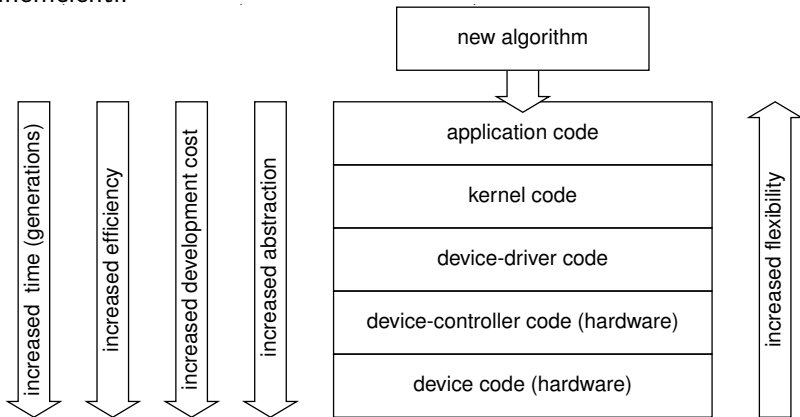 new algorithm
application code
kernel code
device-driver code
device-controller code (hardware)
device code (hardware)
increased time (generations)
increased efficiency
increased development cost
increased abstraction
increased flexibility